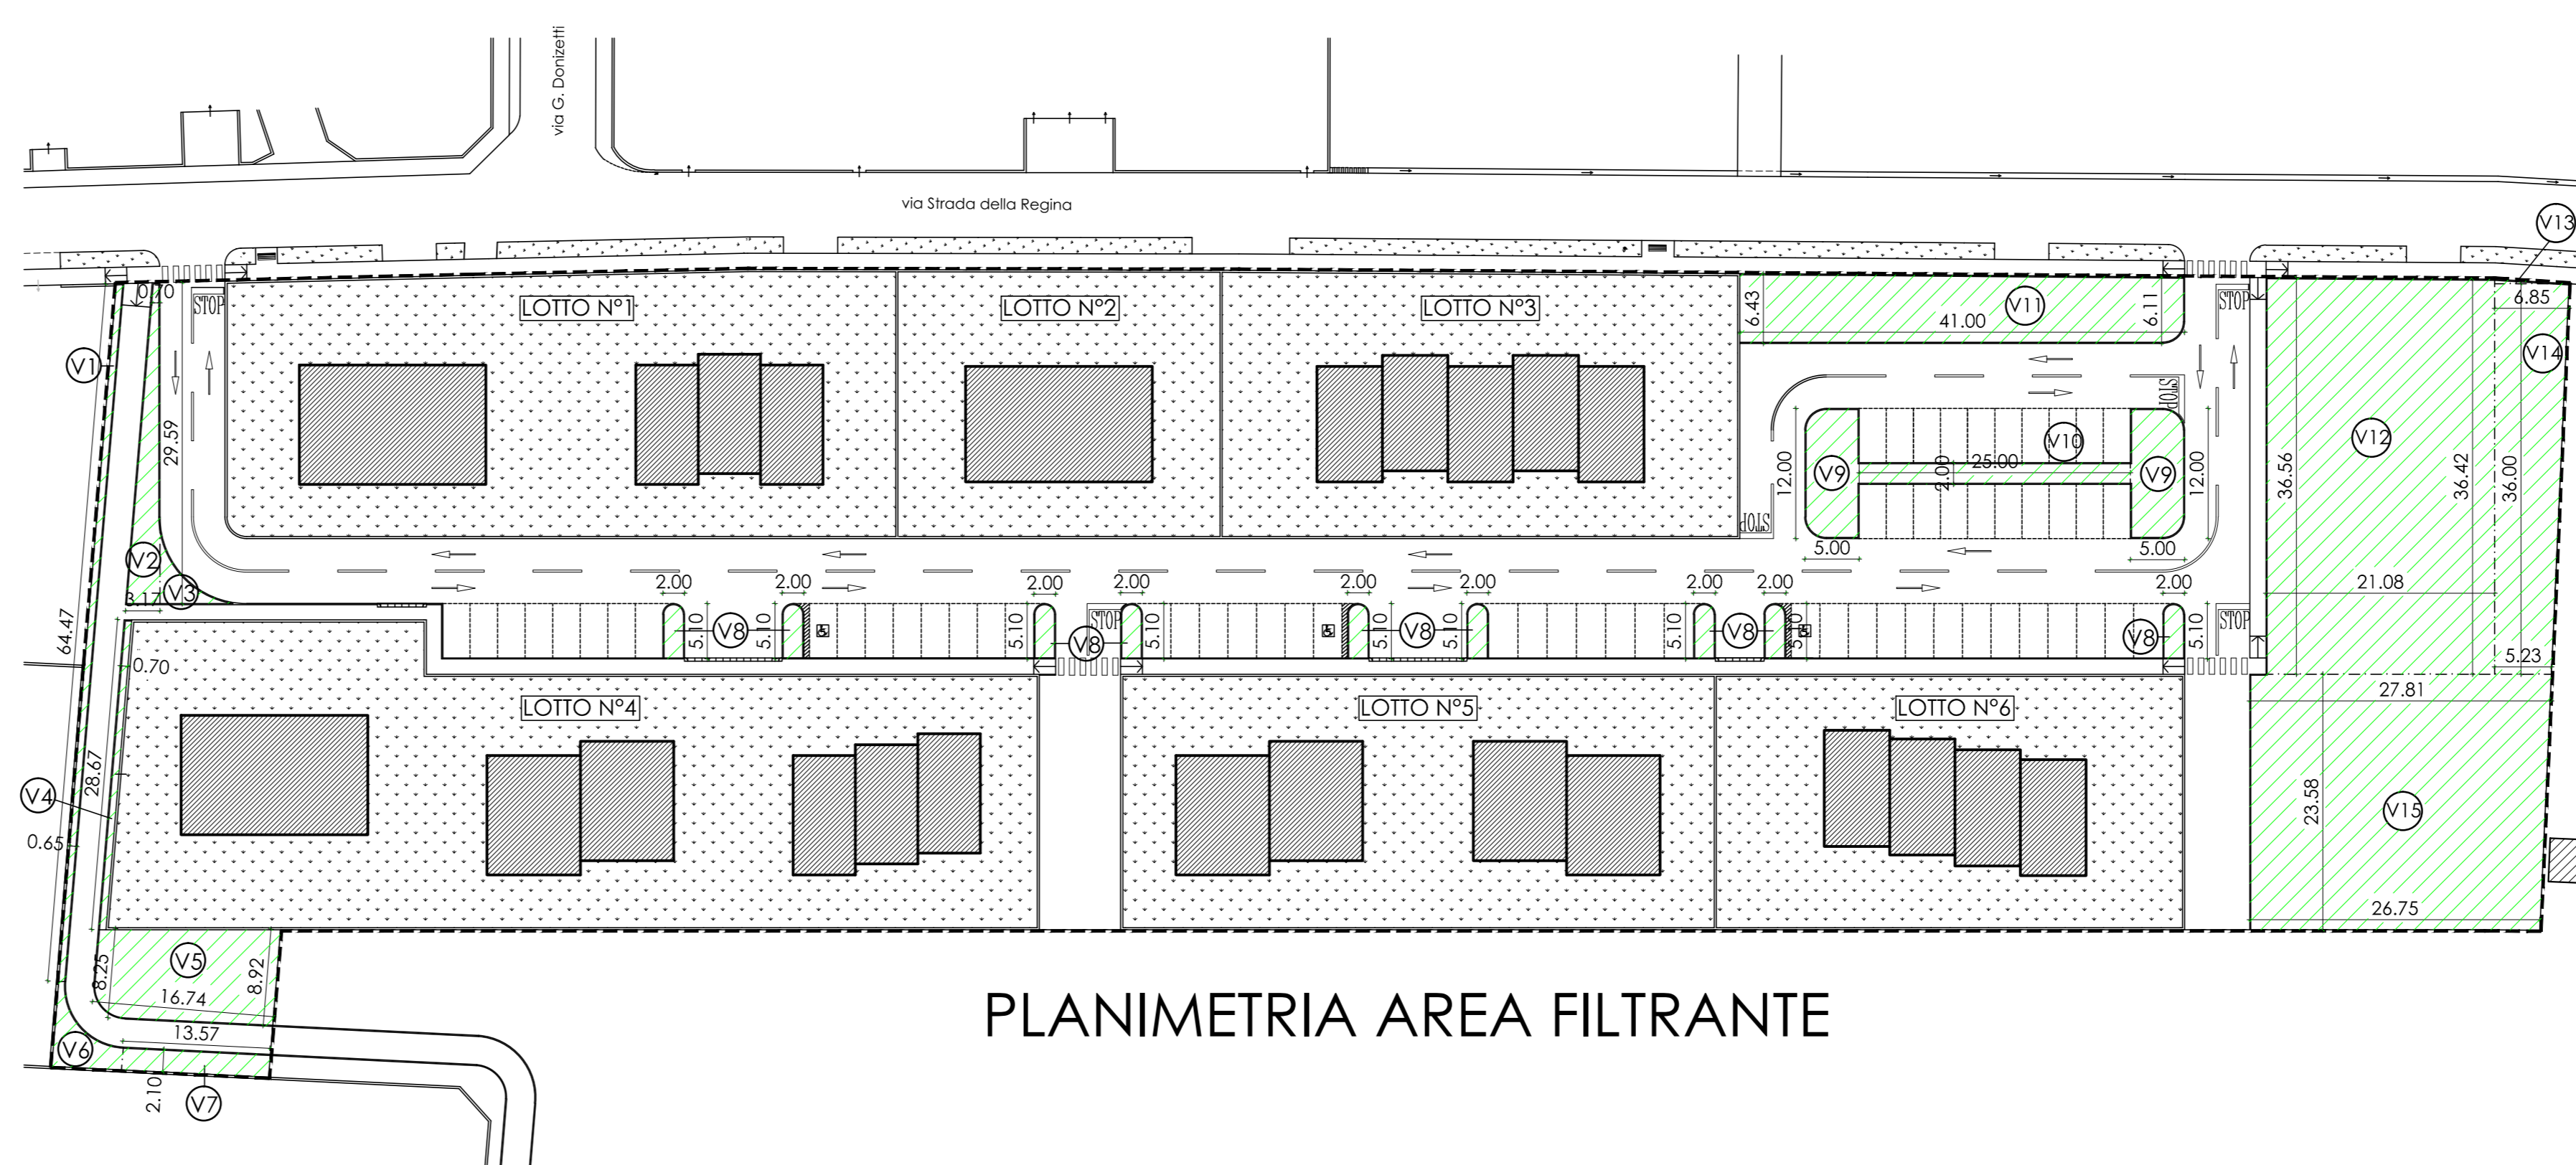 via G. Donizetti
via Strada della Regina
V13
0.70
STOP
LOTTO N°1
LOTTO N°2
LOTTO N°3
6.43
V11
41.00
6.11
STOP
6.85
V1
V14
29.59
STOP
V12
V10
12.00
V9
2.00
25.00
V9
12.00
36.56
36.42
36.00
STOP
5.00
5.00
V2
V3
3.17
2.00
2.00
2.00
2.00
2.00
2.00
2.00
2.00
2.00
21.08
64.47
5.10
V8
5.10
5.10
STOP
V8
5.10
5.10
V8
5.10
5.10
V8
5.10
V8
5.10
STOP
0.70
5.23
27.81
LOTTO N°4
LOTTO N°5
LOTTO N°6
28.67
V4
0.65
23.58
V15
26.75
V5
8.25
8.92
16.74
13.57
V6
2.10
V7
PLANIMETRIA AREA FILTRANTE